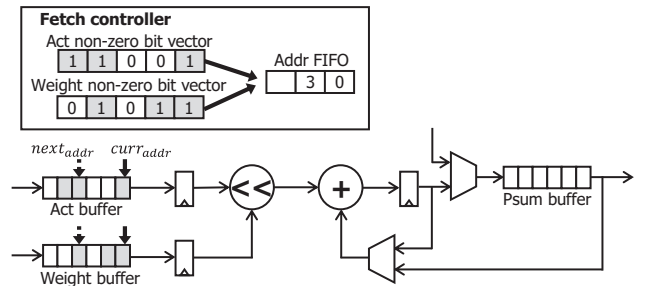 Fetch controller
Act non-zero bit vector
1 1 0 0 1
Addr FIFO
3 0
Weight non-zero bit vector
0 1 0 1 1
next_addr curr_addr
Act buffer
<<
+
Psum buffer
Weight buffer